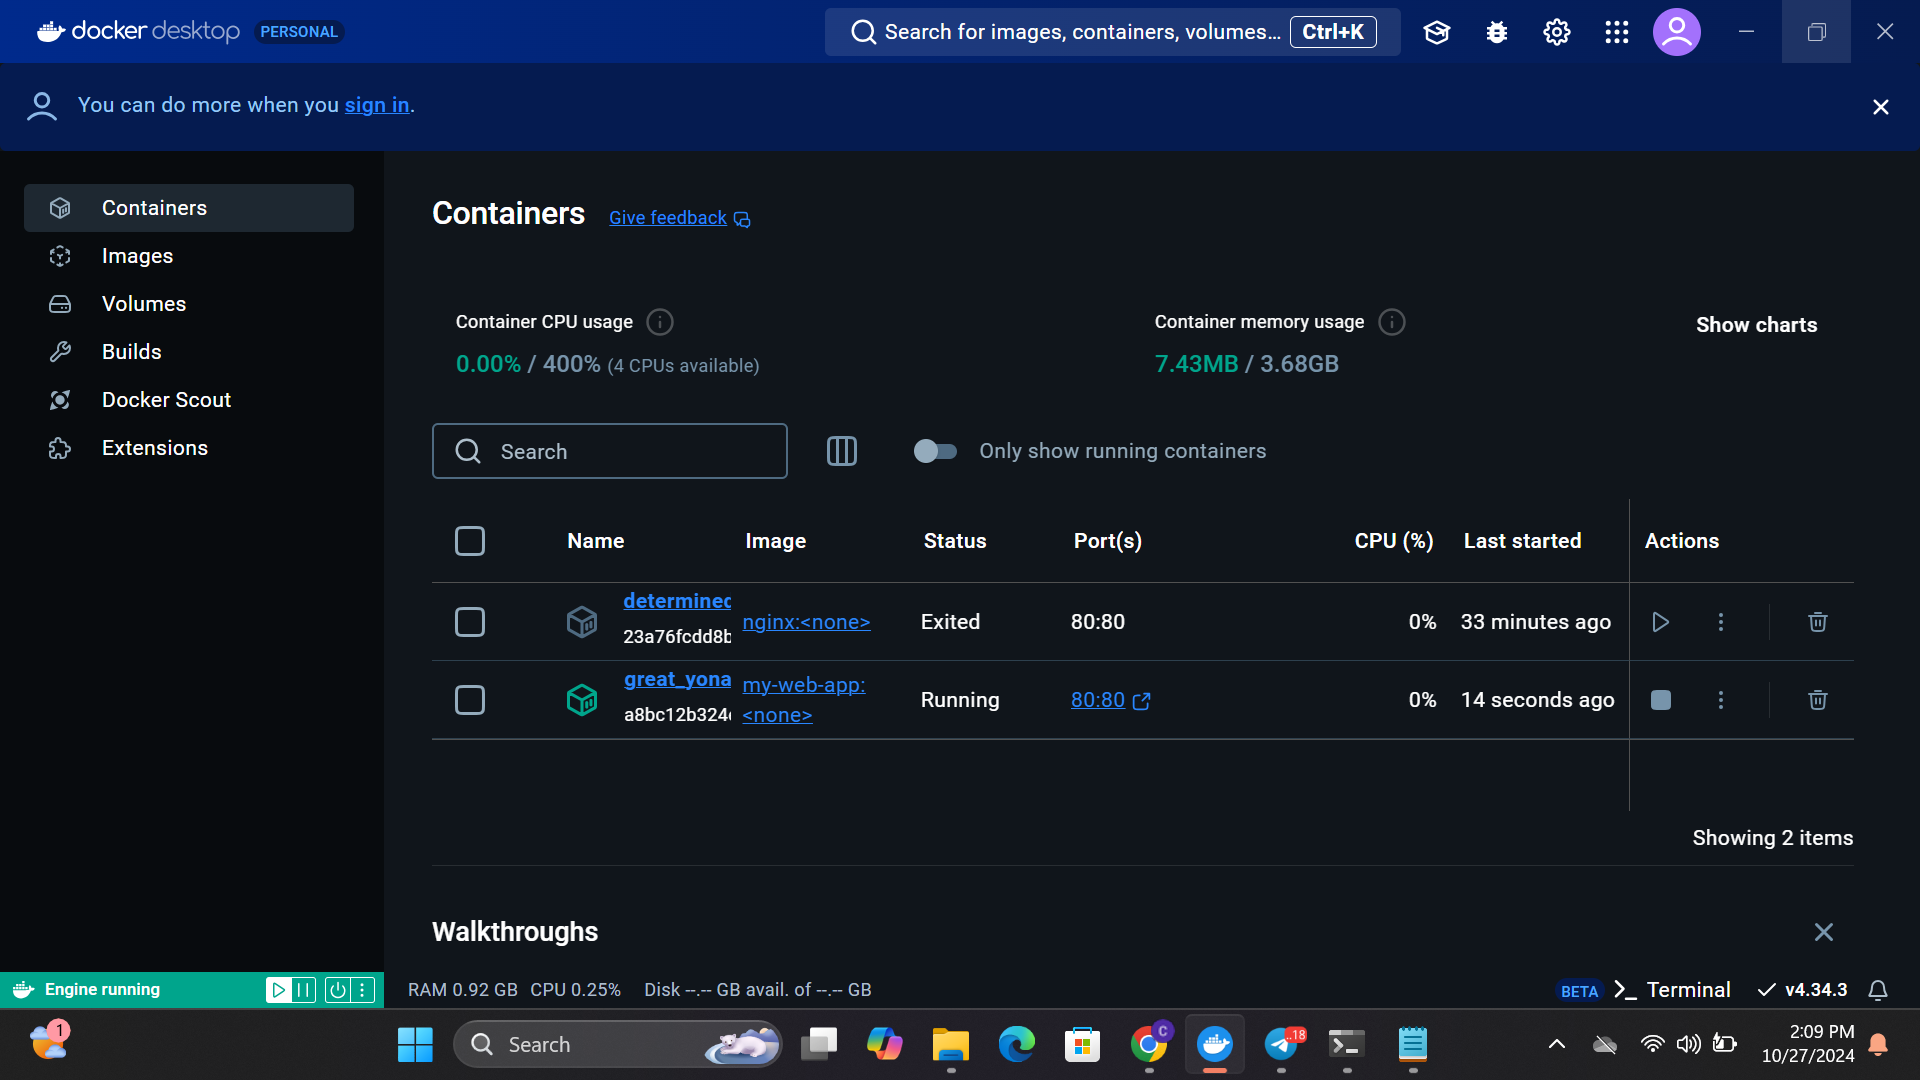 docker desktop PERSONAL
Search for images, containers, volumes... Ctrl+K
You can do more when you sign in.
Containers
Images
Volumes
Builds
Docker Scout
Extensions
Containers Give feedback
Container CPU usage
0.00% / 400% (4 CPUs available)
Container memory usage
7.43MB / 3.68GB
Show charts
Search
Only show running containers
Name Image Status Port(s) CPU (%) Last started Actions
determined
23a76fcdd8b
nginx:<none> Exited 80:80 0% 33 minutes ago
great_yona
a8bc12b324
my-web-app:
<none>
Running 80:80 0% 14 seconds ago
Showing 2 items
Walkthroughs
Engine running
RAM 0.92 GB CPU 0.25% Disk --.-- GB avail. of --.-- GB
BETA >_ Terminal v4.34.3
1
Search
C
..18
2:09 PM
10/27/2024